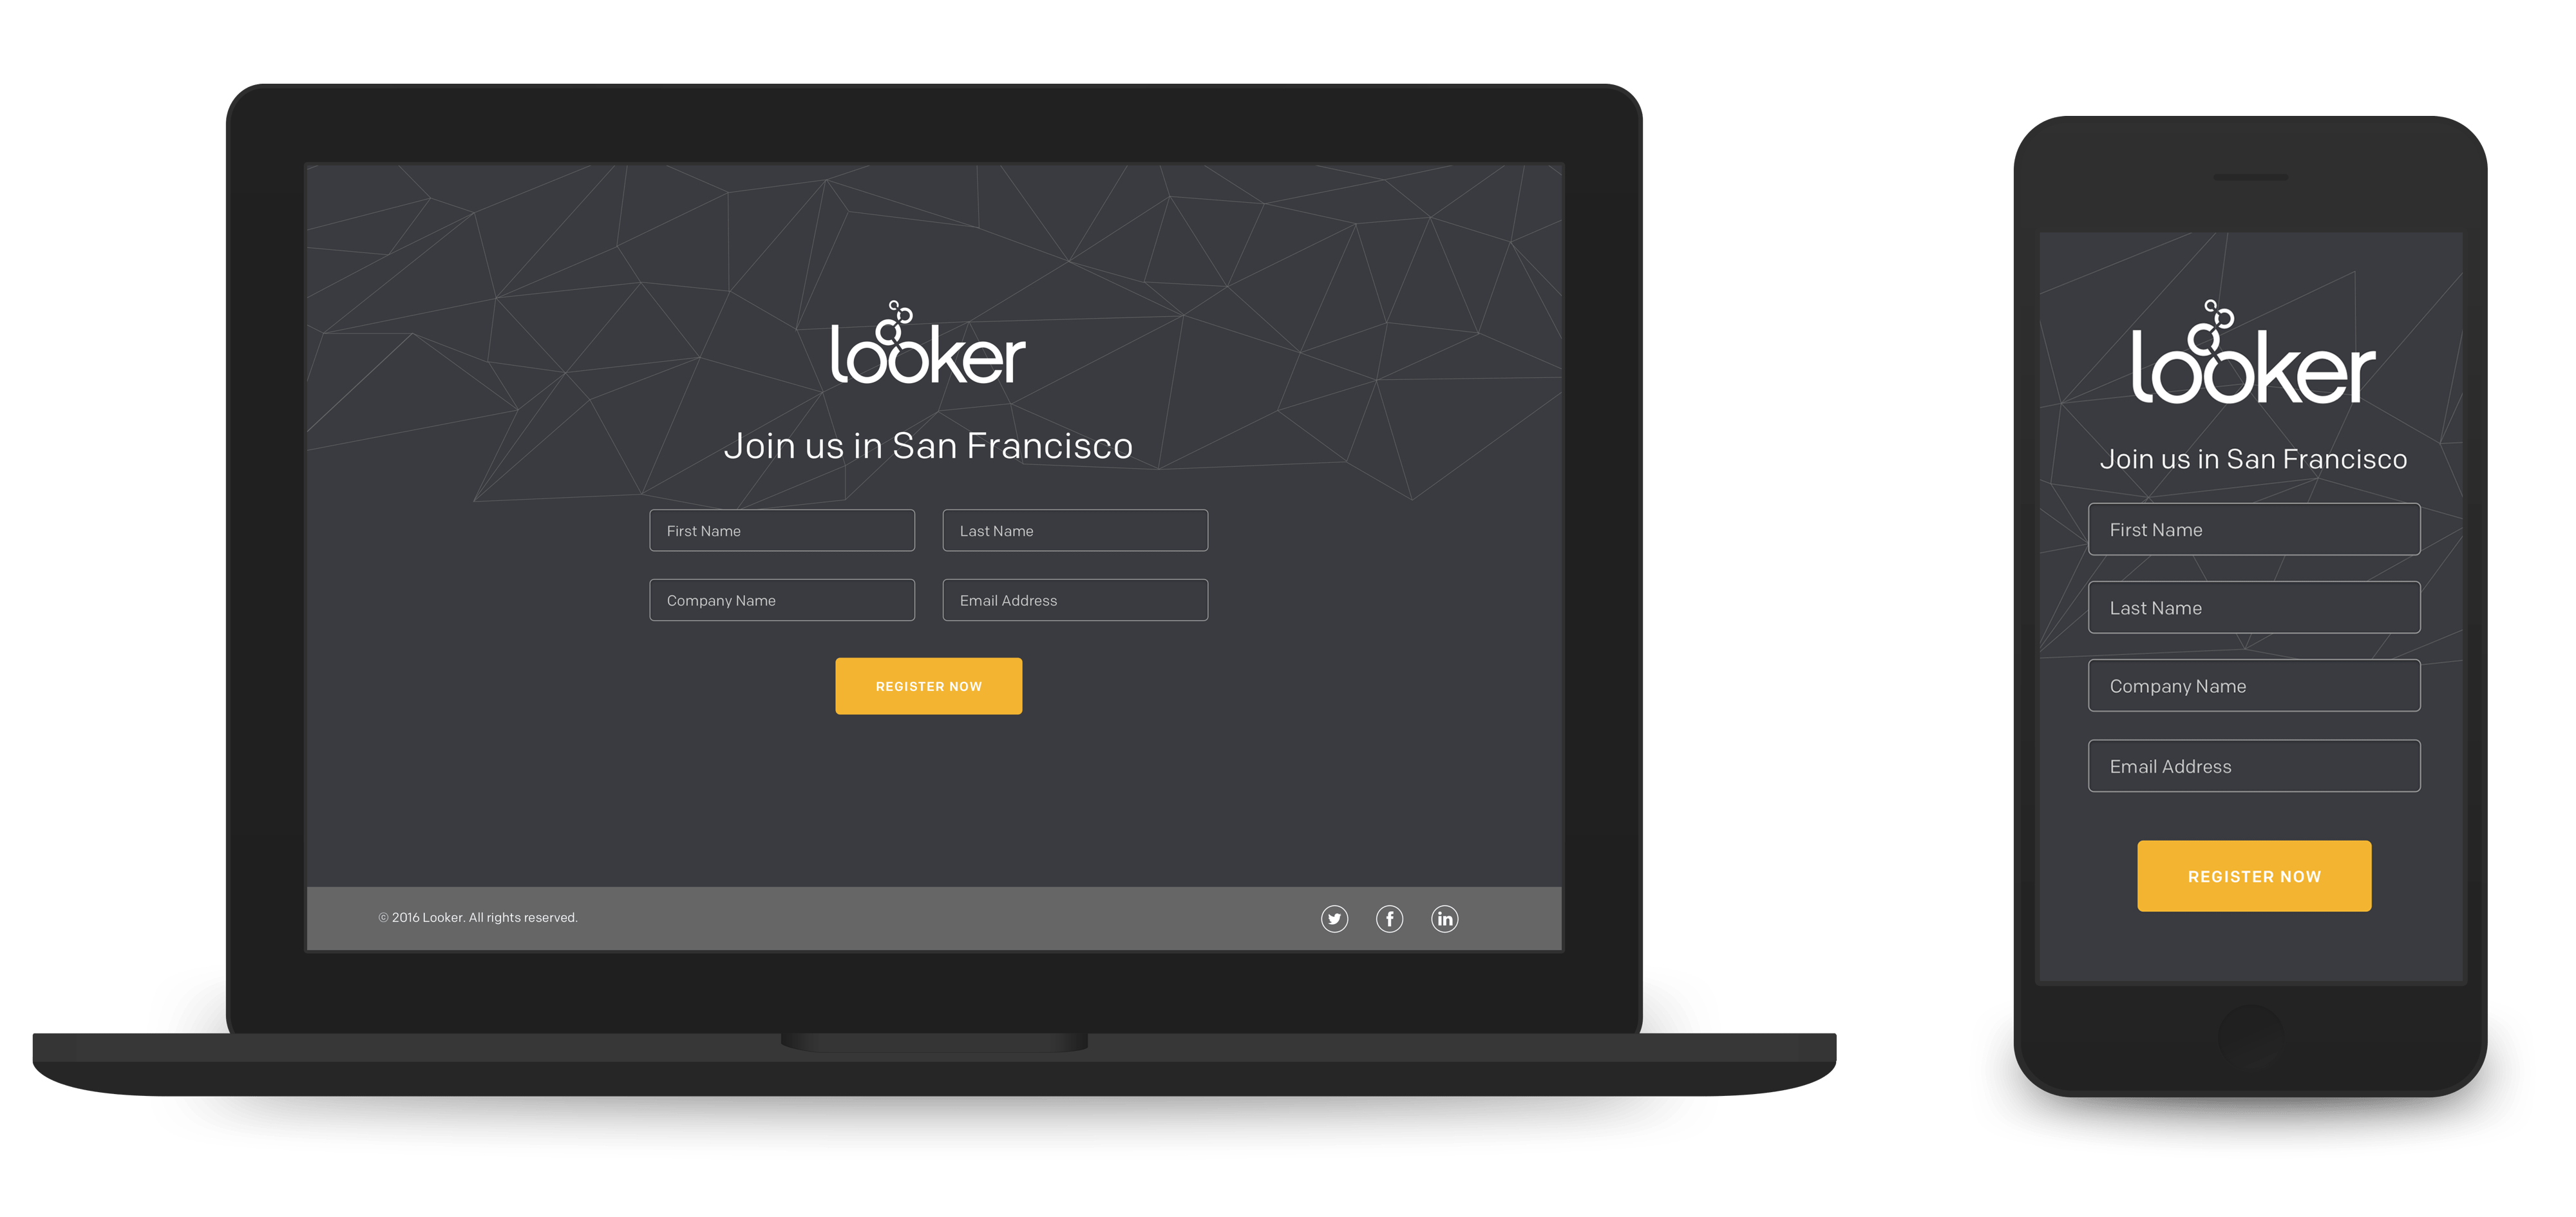 looker
Join us in San Francisco
First Name
Last Name
Company Name
Email Address
REGISTER NOW
© 2016 Looker. All rights reserved.
looker
Join us in San Francisco
First Name
Last Name
Company Name
Email Address
REGISTER NOW